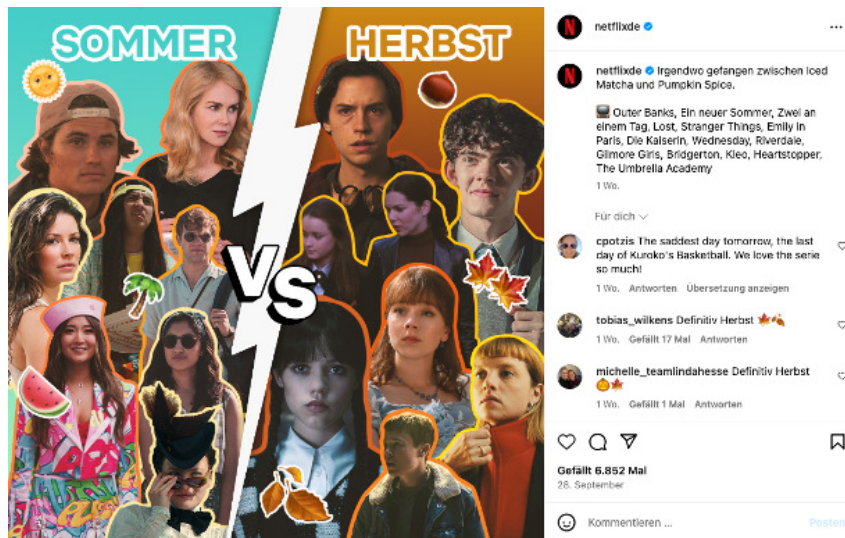 SOMMER
HERBST
VS
netflixde
netflixde Irgendwo gefangen zwischen Iced
Matcha und Pumpkin Spice.
Outer Banks, Ein neuer Sommer, Zwei an
einem Tag, Lost, Stranger Things, Emily in
Paris, Die Kaiserin, Wednesday, Riverdale,
Gilmore Girls, Bridgerton, Kleo, Heartstopper,
The Umbrella Academy
1 Wo.
Für dich
cpotzis The saddest day tomorrow, the last
day of Kuroko's Basketball. We love the serie
so much!
1 Wo. Antworten Übersetzung anzeigen
tobias_wilkens Definitiv Herbst
1 Wo. Gefällt 17 Mal Antworten
michelle_teamlindahesse Definitiv Herbst
1 Wo. Gefällt 1 Mal Antworten
Gefällt 6.852 Mal
28. September
Kommentieren ...
Posten